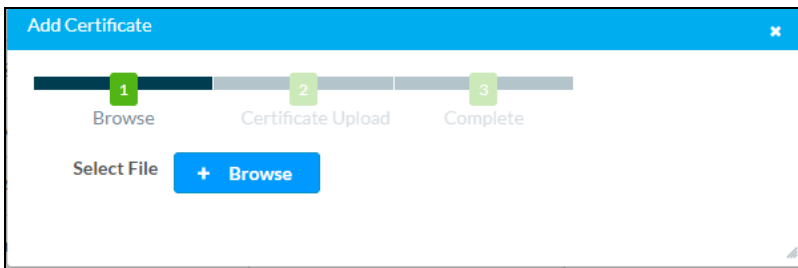 Add Certificate
1 2 3
Browse Certificate Upload Complete
Select File + Browse